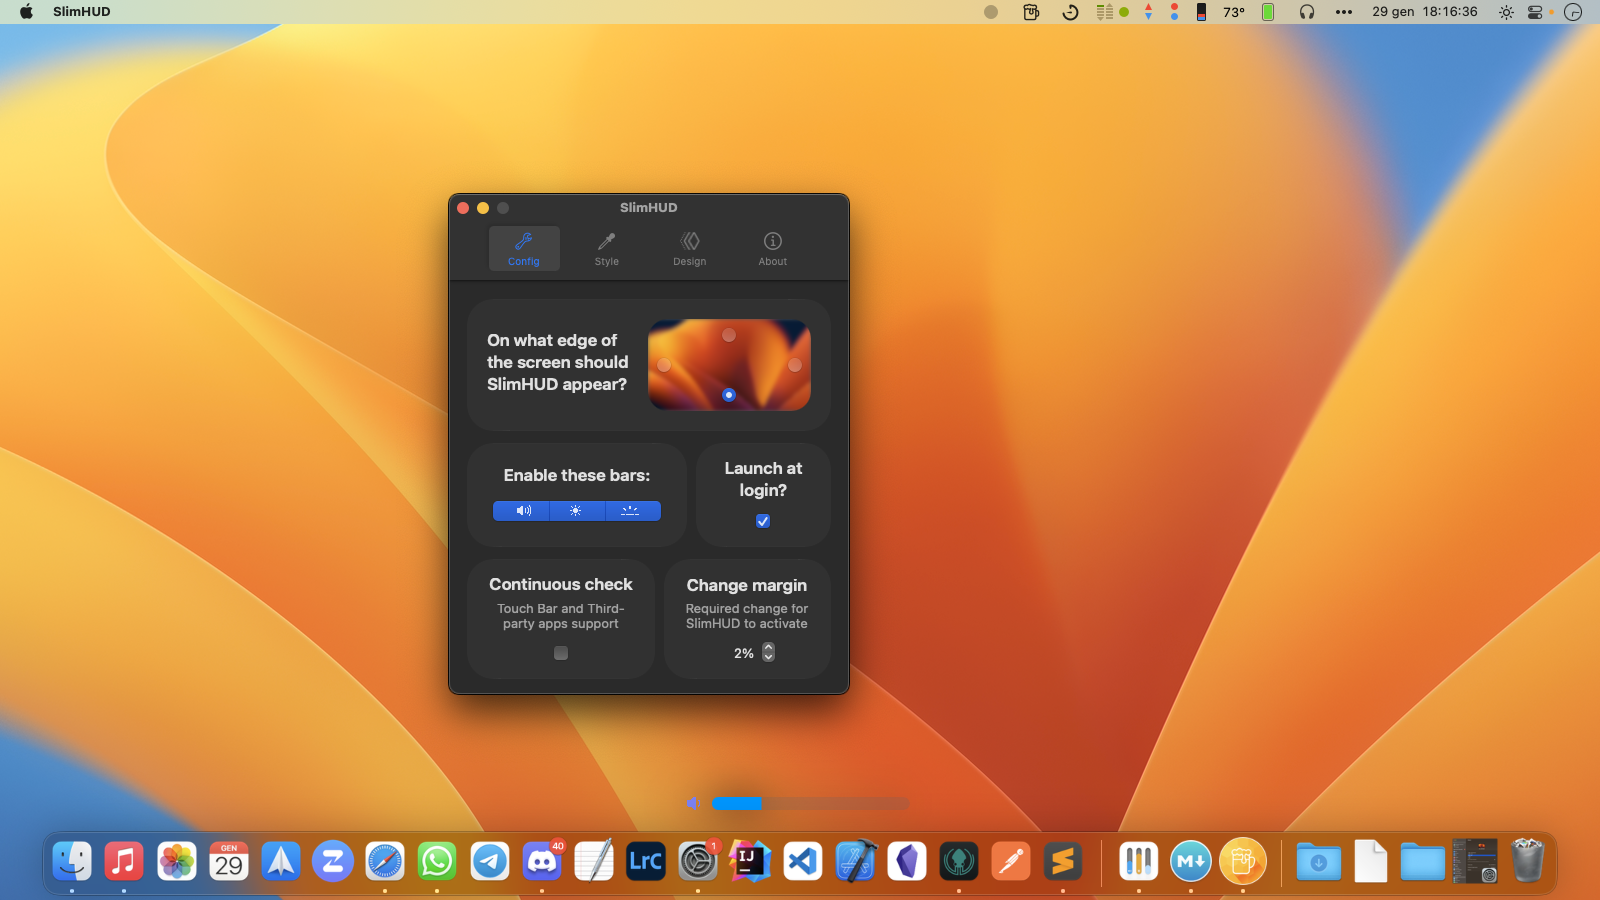 SlimHUD
73°
29 gen 18:16:36
SlimHUD
Config
Style
Design
About
On what edge of
the screen should
SlimHUD appear?
Enable these bars:
Launch at
login?
Continuous check
Touch Bar and Third-
party apps support
Change margin
Required change for
SlimHUD to activate
2%
GEN
29
40
LrC
1
IJ
M